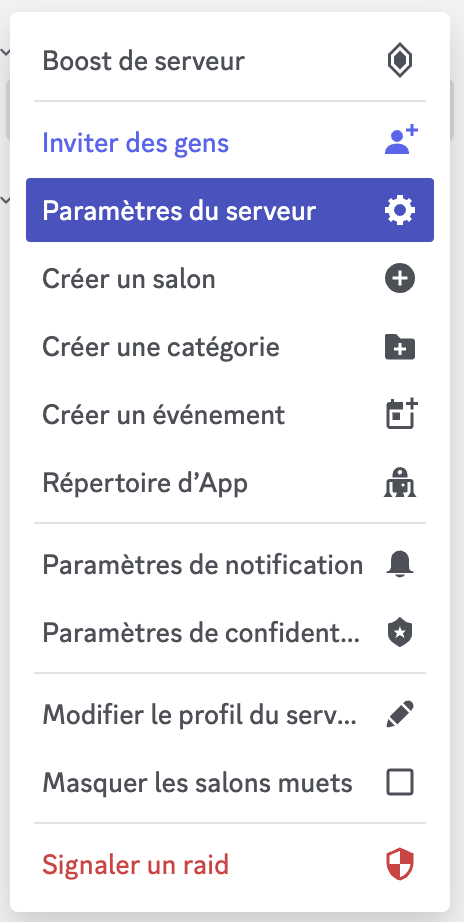 Boost de serveur
Inviter des gens
Paramètres du serveur
Créer un salon
Créer une catégorie
Créer un événement
Répertoire d’App
Paramètres de notification
Paramètres de confident...
Modifier le profil du serv...
Masquer les salons muets
Signaler un raid